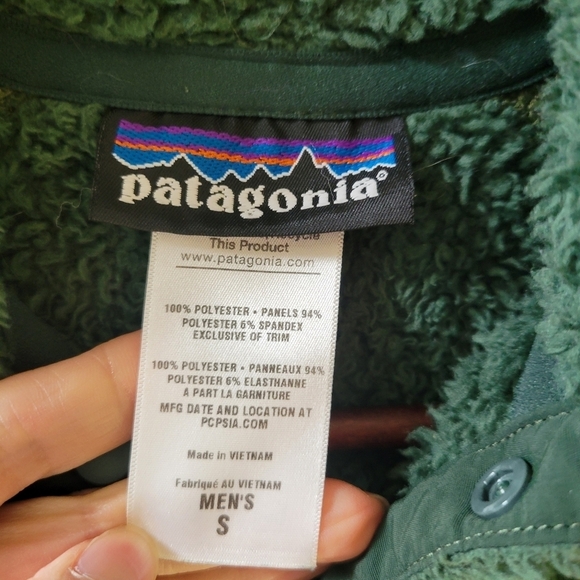 patagonia®
Recycle
This Product
www.patagonia.com
100% POLYESTER • PANELS 94%
POLYESTER 6% SPANDEX
EXCLUSIVE OF TRIM
100% POLYESTER • PANNEAUX 94%
POLYESTER 6% ELASTHANNE
A PART LA GARNITURE
MFG DATE AND LOCATION AT
PCPSIA.COM
Made in VIETNAM
Fabriqué AU VIETNAM
MEN'S
S